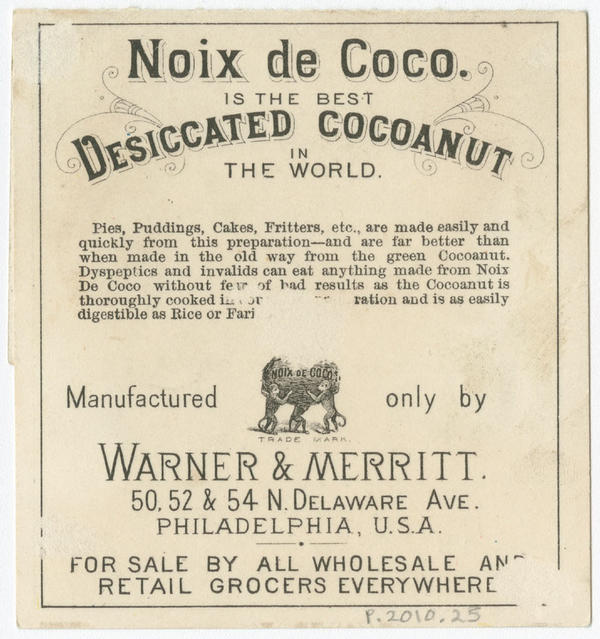 Noix de Coco.
IS THE BEST
DESICCATED COCOANUT
IN
THE WORLD.
Pies, Puddings, Cakes, Fritters, etc., are made easily and
quickly from this preparation—and are far better than
when made in the old way from the green Cocoanut.
Dyspeptics and invalids can eat anything made from Noix
De Coco without of bad results as the Cocoanut is
thoroughly cooked ration and is as easily
digestible as Rice or Fari
NOIX DE COCO.
Manufactured only by
TRADE MARK.
WARNER & MERRITT.
50, 52 & 54 N. DELAWARE AVE.
PHILADELPHIA, U.S.A.
FOR SALE BY ALL WHOLESALE AND
RETAIL GROCERS EVERYWHERE
P.2010.25